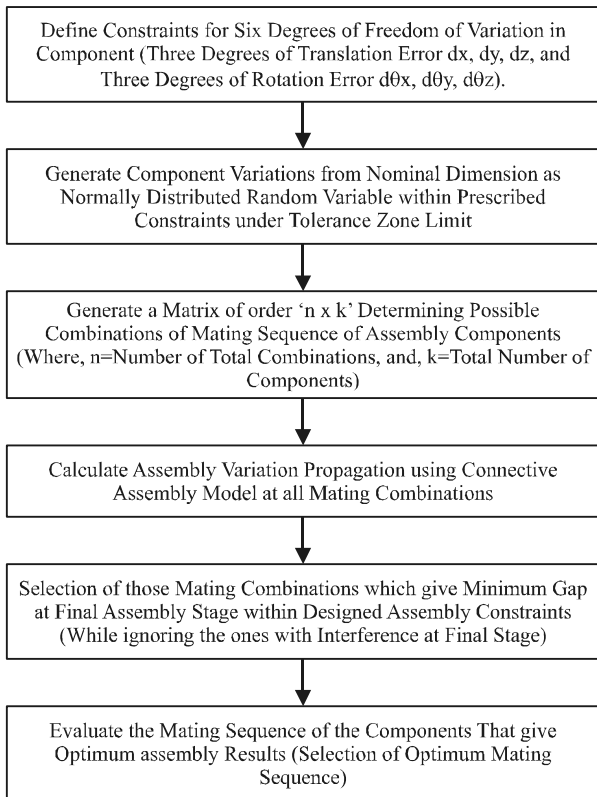 Define Constraints for Six Degrees of Freedom of Variation in
Component (Three Degrees of Translation Error dx, dy, dz, and
Three Degrees of Rotation Error dθx, dθy, dθz).
Generate Component Variations from Nominal Dimension as
Normally Distributed Random Variable within Prescribed
Constraints under Tolerance Zone Limit
Generate a Matrix of order ‘n x k’ Determining Possible
Combinations of Mating Sequence of Assembly Components
(Where, n=Number of Total Combinations, and, k=Total Number of
Components)
Calculate Assembly Variation Propagation using Connective
Assembly Model at all Mating Combinations
Selection of those Mating Combinations which give Minimum Gap
at Final Assembly Stage within Designed Assembly Constraints
(While ignoring the ones with Interference at Final Stage)
Evaluate the Mating Sequence of the Components That give
Optimum assembly Results (Selection of Optimum Mating
Sequence)